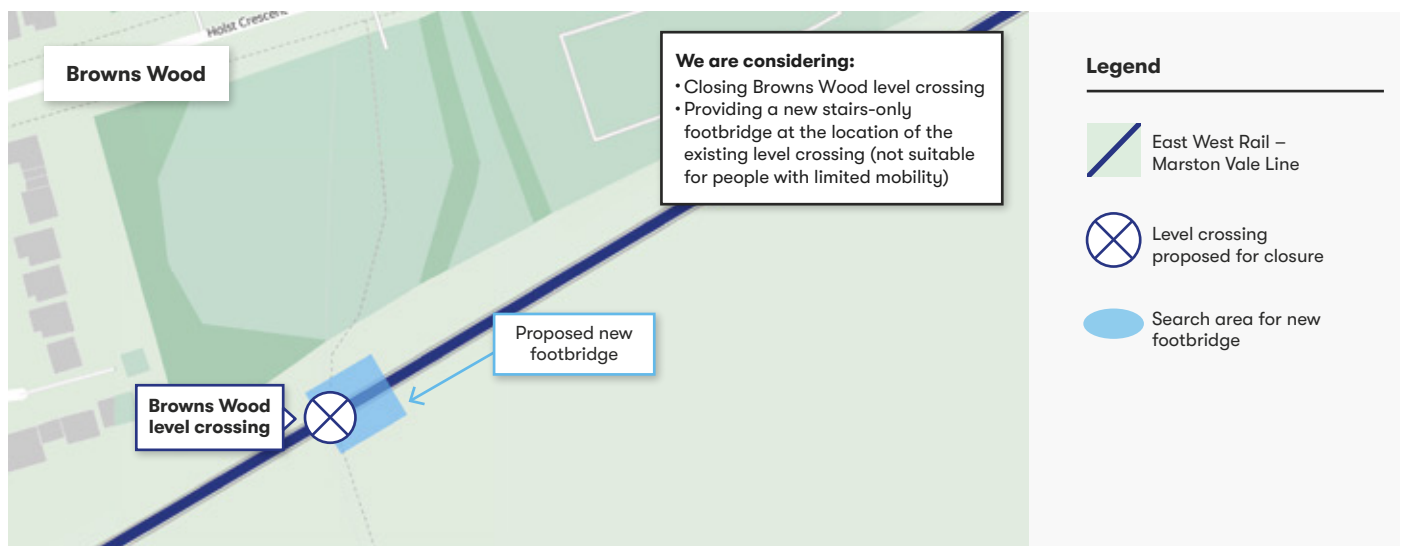 Holst Crescent
Browns Wood
We are considering:
• Closing Browns Wood level crossing
• Providing a new stairs-only
footbridge at the location of the
existing level crossing (not suitable
for people with limited mobility)
Proposed new
footbridge
Browns Wood
level crossing
Legend
East West Rail –
Marston Vale Line
Level crossing
proposed for closure
Search area for new
footbridge